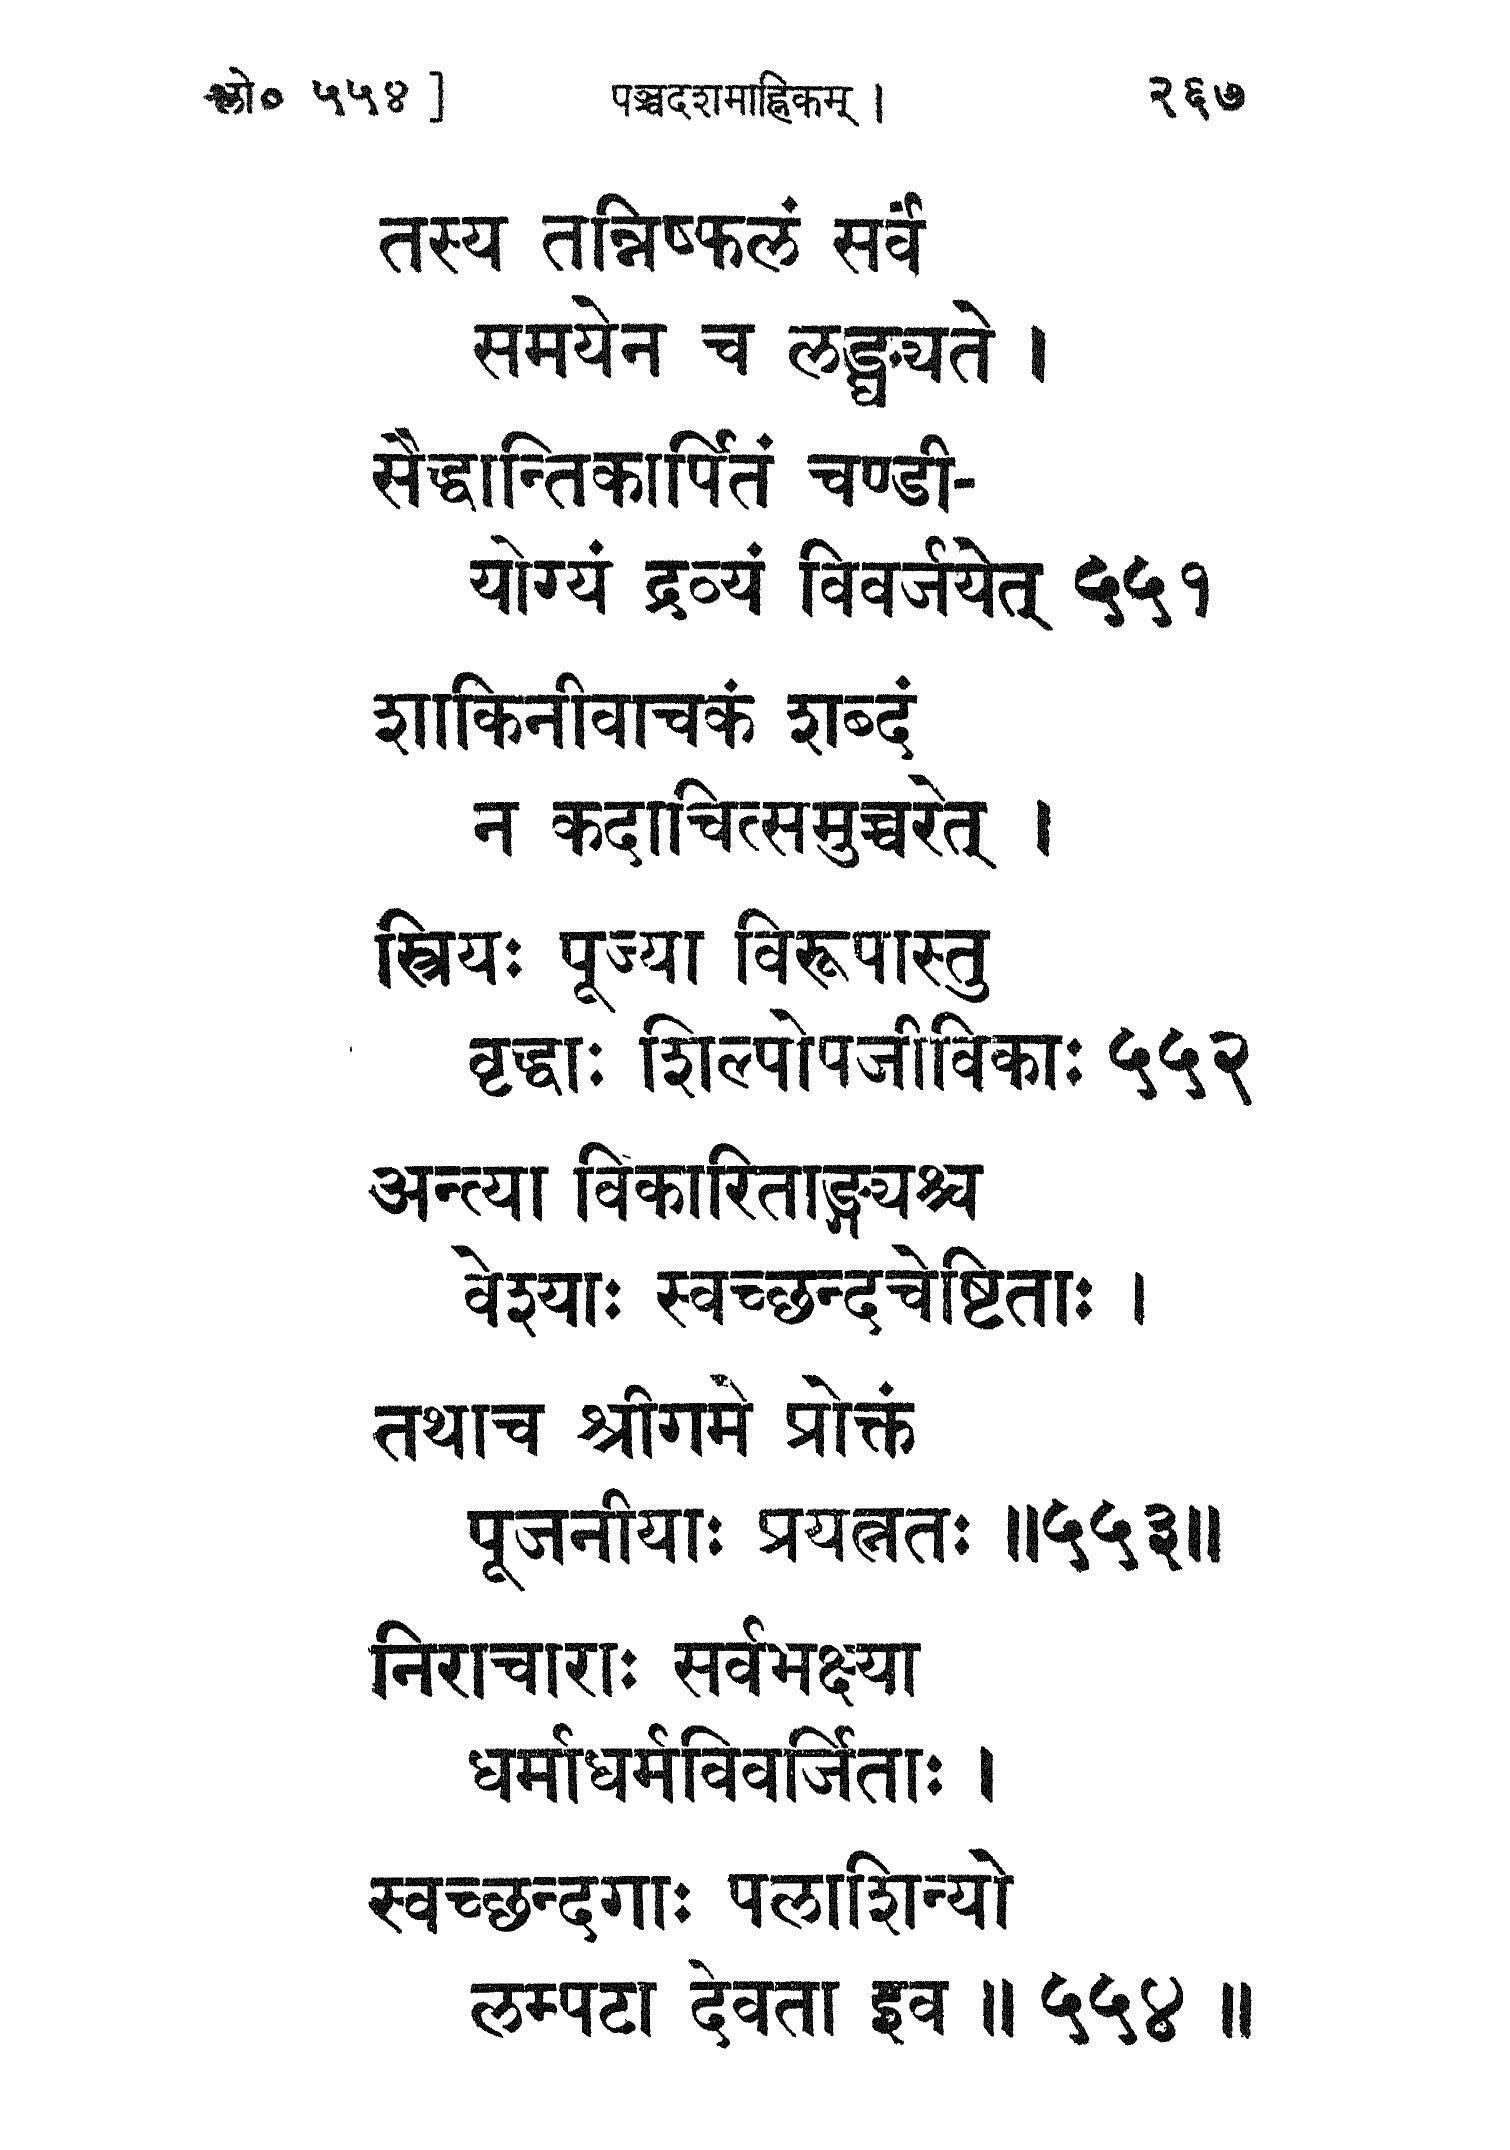 श्लो० ५५४ ] पञ्चदशमाह्निकम् । २६७
तस्य तन्निष्फलं सर्वं
समयेन च लङ्घ्यते ।
सैद्धान्तिकार्पितं चण्डी-
योग्यं द्रव्यं विवर्जयेत् ५५१
शाकिनीवाचकं शब्दं
न कदाचित्समुच्चरेत् ।
स्त्रियः पूज्या विरूपास्तु
वृद्धाः शिल्पोपजीविकाः ५५२
अन्त्या विकारिताङ्ग्यश्च
वेश्याः स्वच्छन्दचेष्टिताः ।
तथाच श्रीगमे प्रोक्तं
पूजनीयाः प्रयत्नतः ॥५५३॥
निराचाराः सर्वभक्ष्या
धर्माधर्मविवर्जिताः ।
स्वच्छन्दगाः पलाशिन्यो
लम्पटा देवता इव ॥ ५५४ ॥